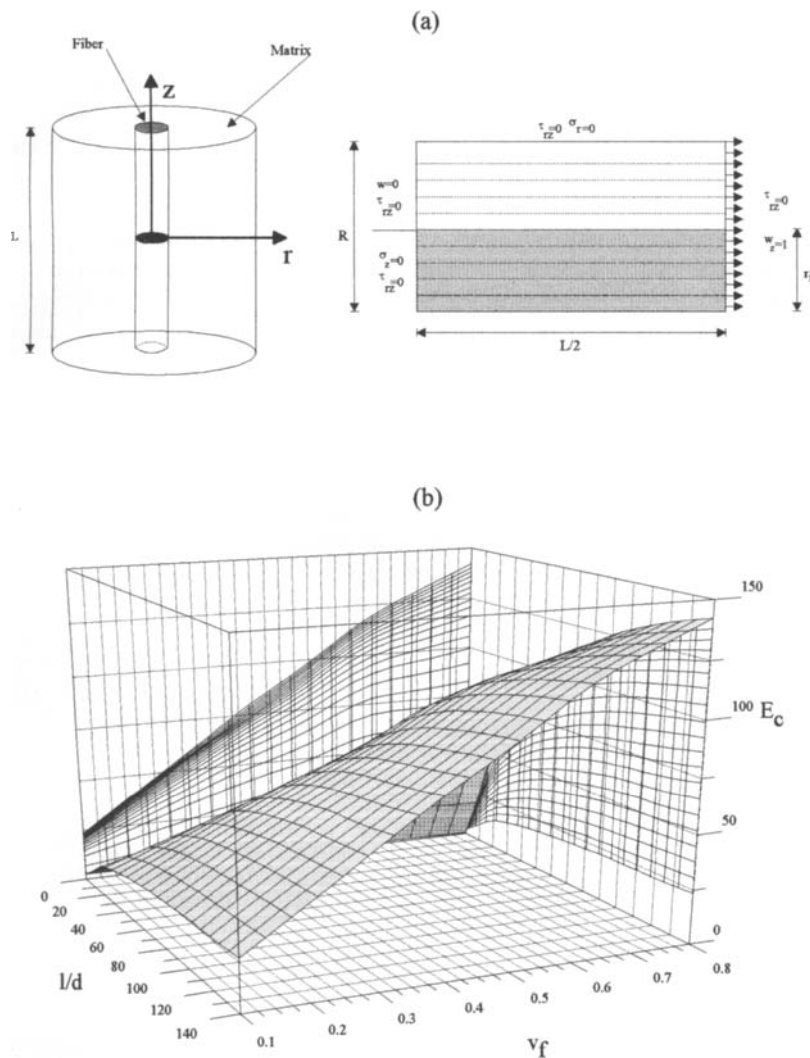 (a)
Fiber
Matrix
z
r
L
τrz=0 σr=0
w=0
τrz=0
R
σz=0
τrz=0
τrz=0
wz=1
L/2
(b)
150
100
Ec
50
0
0
20
40
60
80
100
120
140
l/d
0.1
0.2
0.3
0.4
0.5
0.6
0.7
0.8
vf